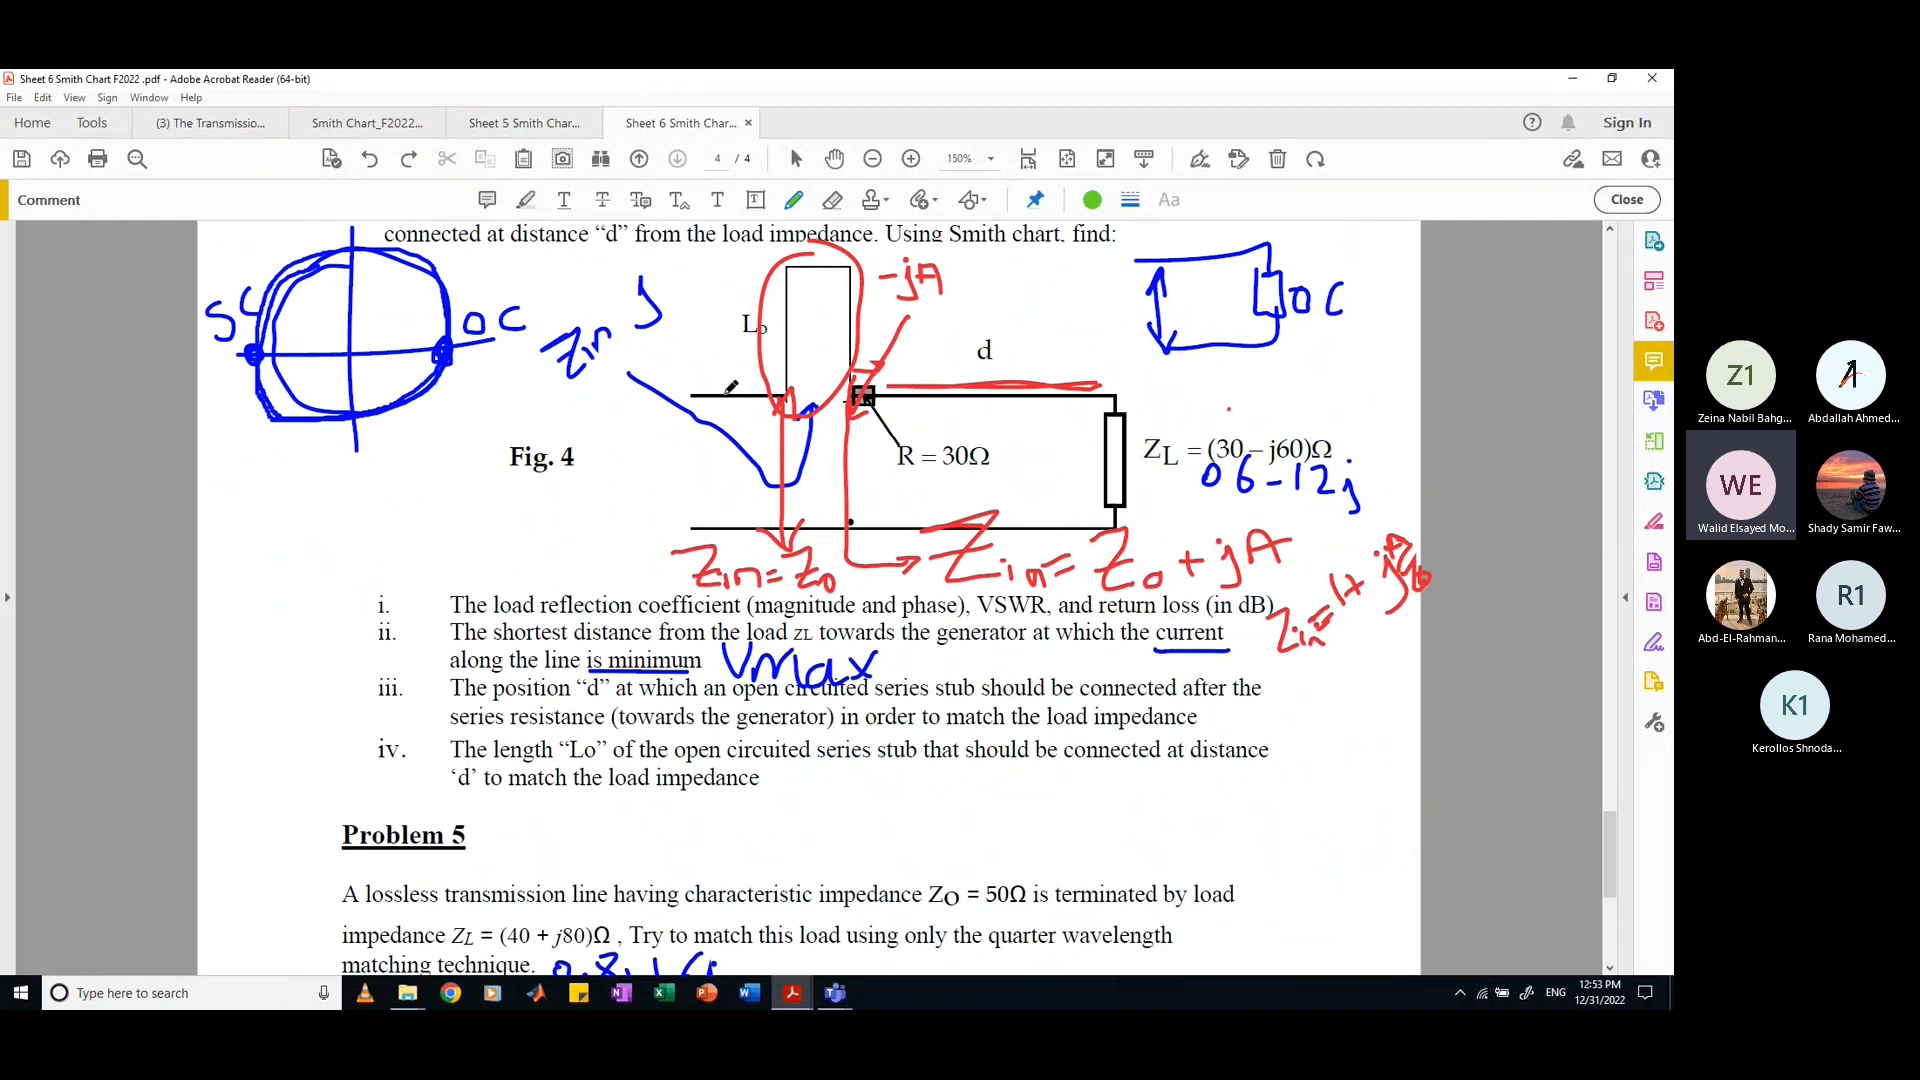 Sheet 6 Smith Chart F2022 .pdf - Adobe Acrobat Reader (64-bit)
File Edit View Sign Window Help
Home Tools (3) The Transmissio... Smith Chart_F2022... Sheet 5 Smith Char... Sheet 6 Smith Char... Sign In
4 / 4 150%
Comment Aa Close
connected at distance “d” from the load impedance. Using Smith chart, find:
SC OC
Zin
Lo
-jA
d
OC
Fig. 4
R = 30Ω
ZL = (30 – j60)Ω
06-12j
Zin=Zo
Zin= Zo+jA
Zin=1+
i. The load reflection coefficient (magnitude and phase), VSWR, and return loss (in dB)
ii. The shortest distance from the load zL towards the generator at which the current
along the line is minimum Vmax
iii. The position “d” at which an open circuited series stub should be connected after the
series resistance (towards the generator) in order to match the load impedance
iv. The length “Lo” of the open circuited series stub that should be connected at distance
‘d’ to match the load impedance
Problem 5
A lossless transmission line having characteristic impedance ZO = 50Ω is terminated by load
impedance ZL = (40 + j80)Ω , Try to match this load using only the quarter wavelength
matching technique.
Z1
Zeina Nabil Bahg...
Abdallah Ahmed...
WE
Walid Elsayed Mo...
Shady Samir Faw...
Abd-El-Rahman...
R1
Rana Mohamed...
K1
Kerollos Shnoda...
Type here to search
ENG
12:53 PM
12/31/2022